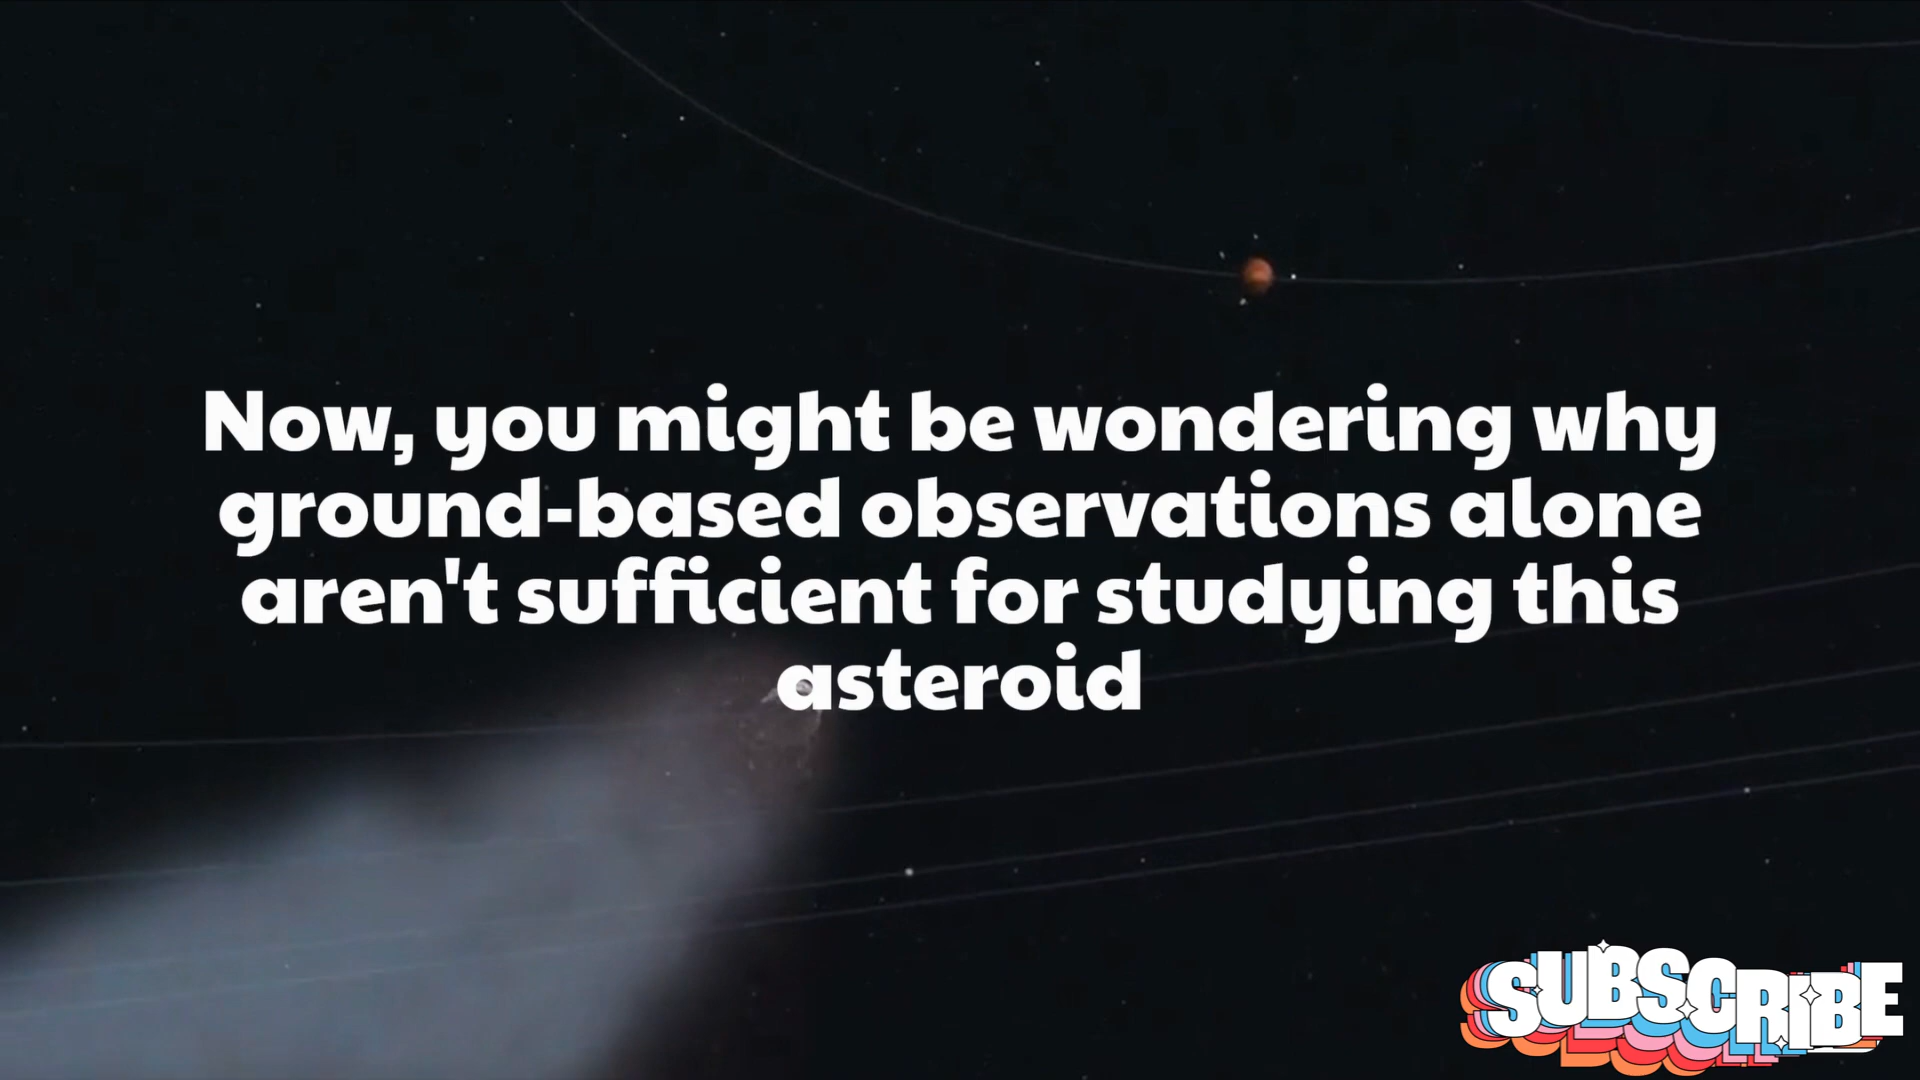 Now, you might be wondering why
ground-based observations alone
aren't sufficient for studying this
asteroid
SUBSCRIBE